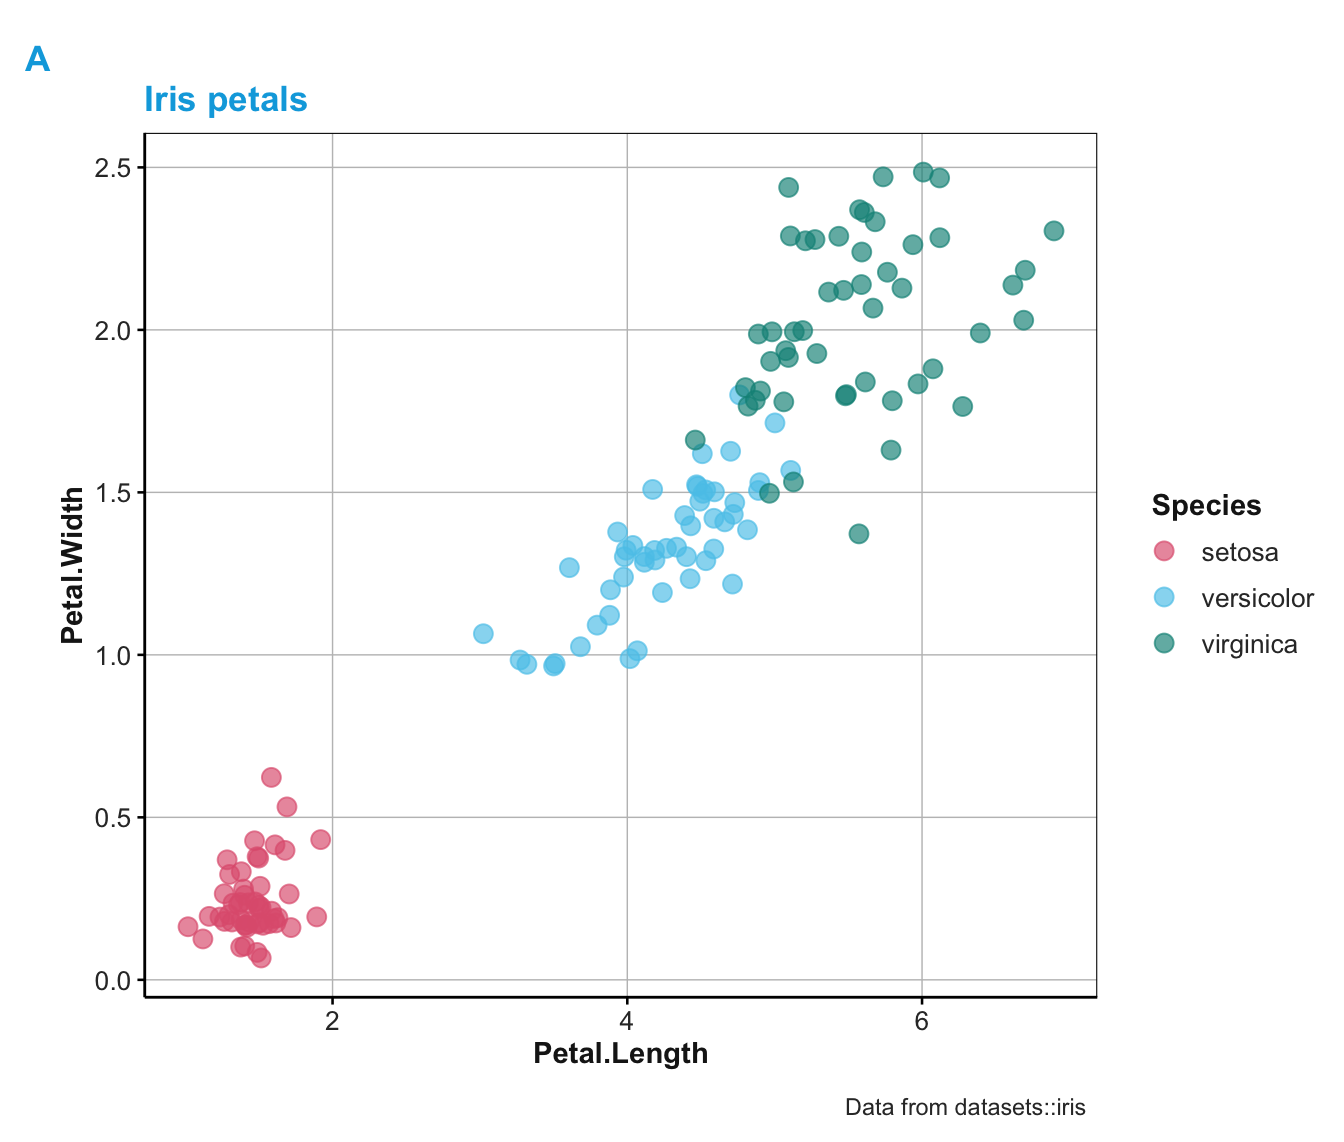 A
Iris petals
2.5
2.0
1.5
1.0
0.5
0.0
Petal.Width
2 4 6
Petal.Length
Species
setosa
versicolor
virginica
Data from datasets::iris